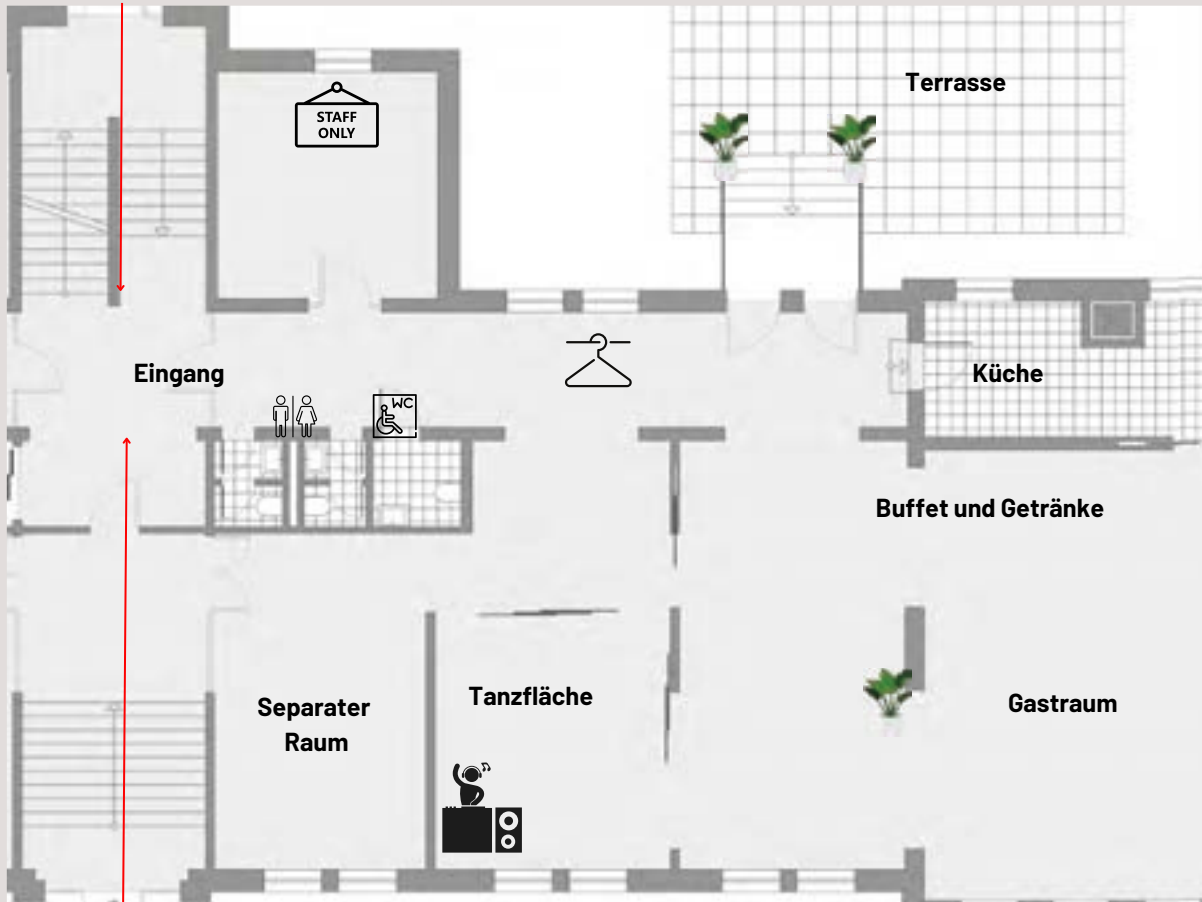 Terrasse
STAFF
ONLY
Eingang
WC
Küche
Buffet und Getränke
Separater
Raum
Tanzfläche
Gastraum